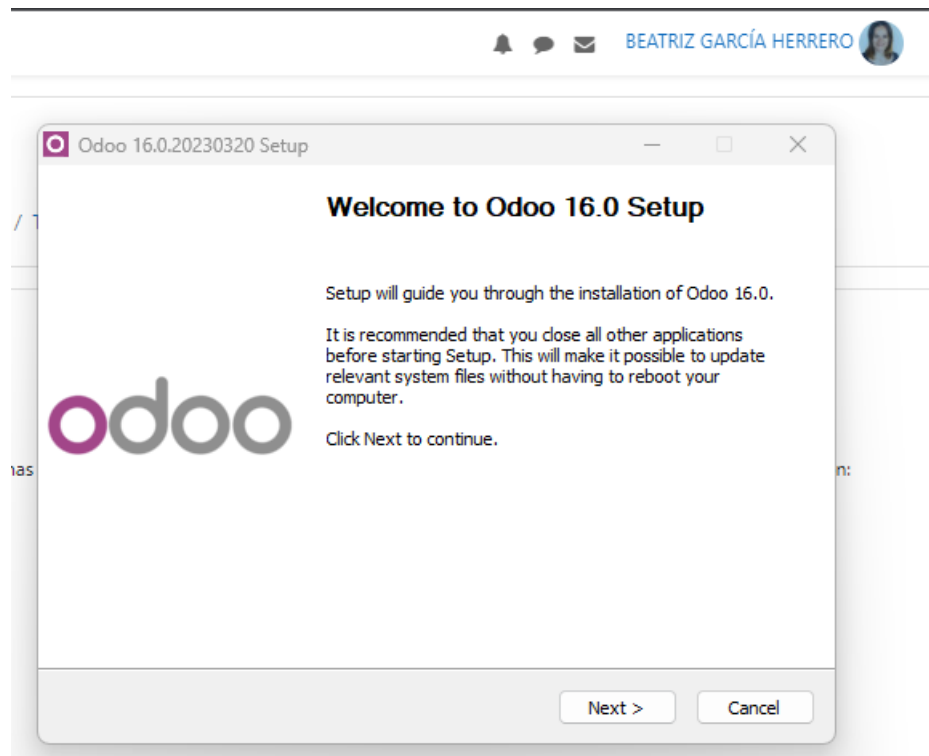 BEATRIZ GARCÍA HERRERO
Odoo 16.0.20230320 Setup
Welcome to Odoo 16.0 Setup
/ T
Setup will guide you through the installation of Odoo 16.0.
It is recommended that you close all other applications
before starting Setup. This will make it possible to update
relevant system files without having to reboot your
computer.
odoo
Click Next to continue.
nas
n:
Next >
Cancel